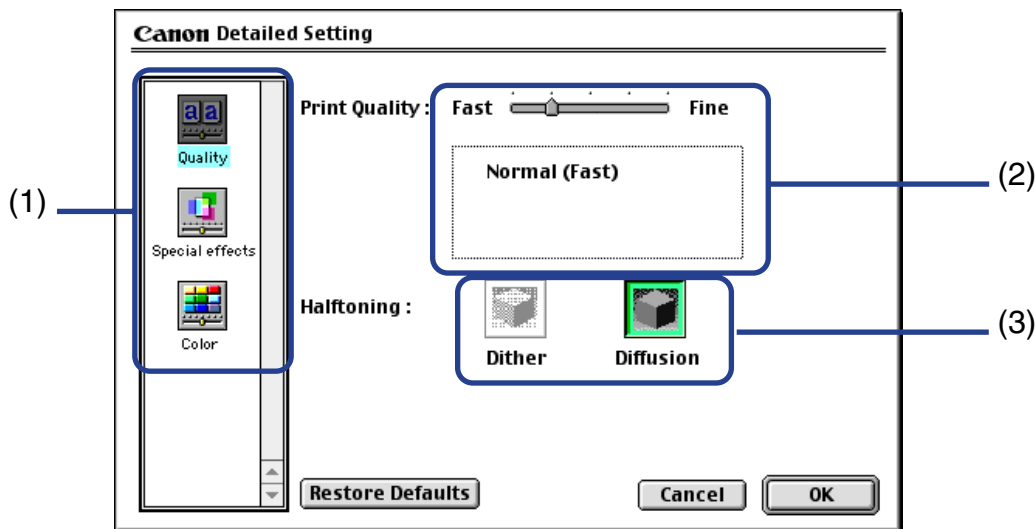 Canon Detailed Setting
(1)
Quality
Special effects
Color
Print Quality :
Fast
Fine
Normal (Fast)
(2)
Halftoning :
Dither
Diffusion
(3)
Restore Defaults
Cancel
OK